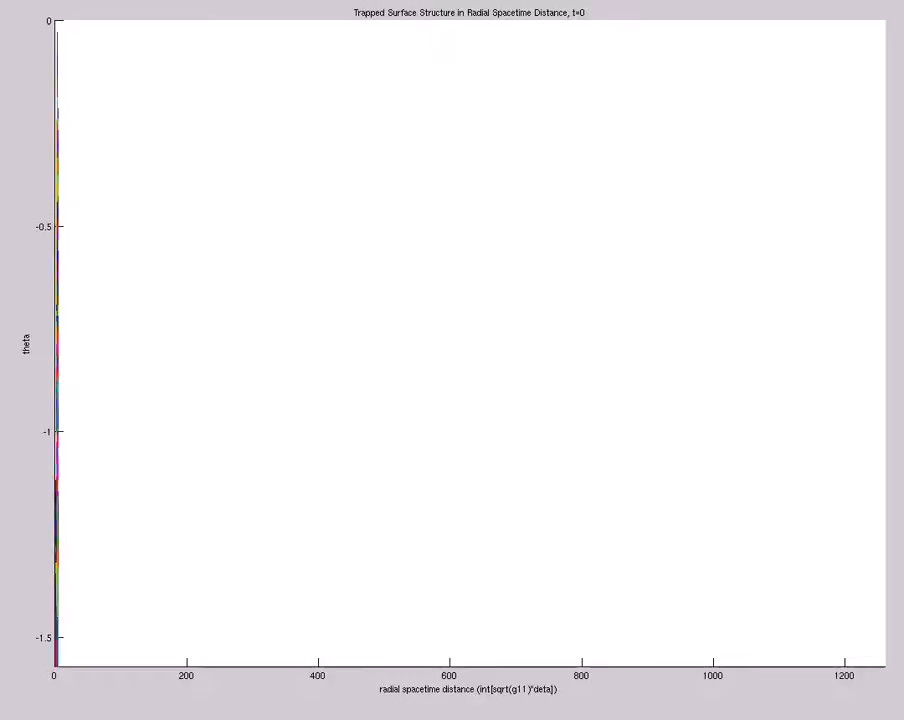 Trapped Surface Structure in Radial Spacetime Distance, t=0
0
-0.5
theta
-1
-1.5
0 200 400 600 800 1000 1200
radial spacetime distance (int[sqrt(g11)*deta])